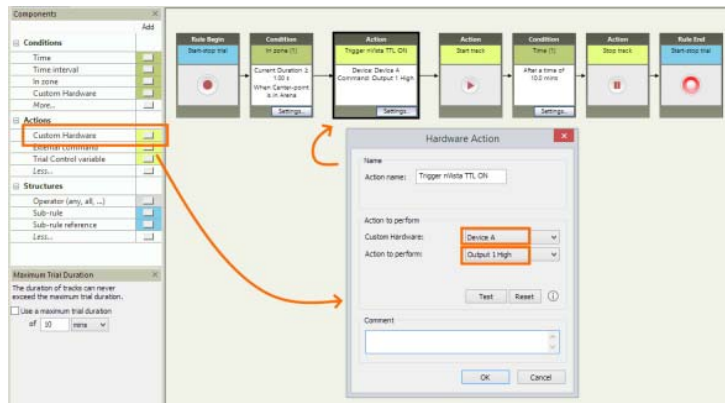 Components
Add
Conditions
Time
Time interval
In zone
Custom Hardware
More...
Actions
Custom Hardware
External command
Trial Control variable
Less...
Structures
Operator (any, all, ...)
Sub-rule
Sub-rule reference
Less...
Maximum Trial Duration
The duration of tracks can never
exceed the maximum trial duration.
Use a maximum trial duration
of 10 mins
Rule Begin
Start-stop trial
Condition
In zone (1)
Current Duration ≥
1.00 s
When Center-point
is in Arena
Settings...
Action
Trigger nVista TTL ON
Device: Device A
Command: Output 1 High
Settings...
Action
Start track
Condition
Time (1)
After a time of
10.0 mins
Settings...
Action
Stop track
Rule End
Start-stop trial
Hardware Action
Name
Action name: Trigger nVista TTL ON
Action to perform
Custom Hardware: Device A
Action to perform: Output 1 High
Test Reset
Comment
OK Cancel